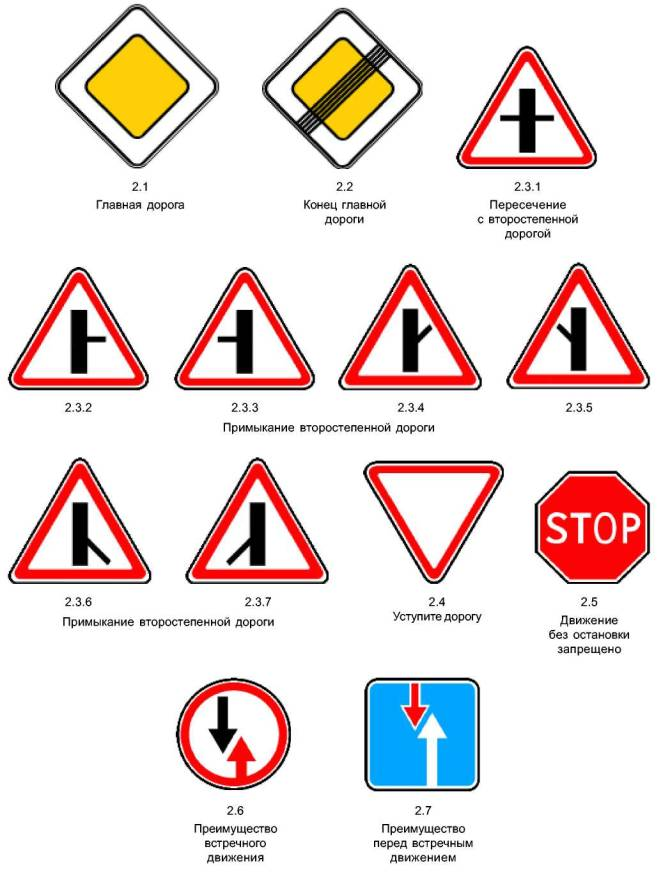 2.1
Главная дорога
2.2
Конец главной
дороги
2.3.1
Пересечение
с второстепенной
дорогой
2.3.2
2.3.3
2.3.4
2.3.5
Примыкание второстепенной дороги
2.3.6
2.3.7
Примыкание второстепенной дороги
2.4
Уступите дорогу
STOP
2.5
Движение
без остановки
запрещено
2.6
Преимущество
встречного
движения
2.7
Преимущество
перед встречным
движением